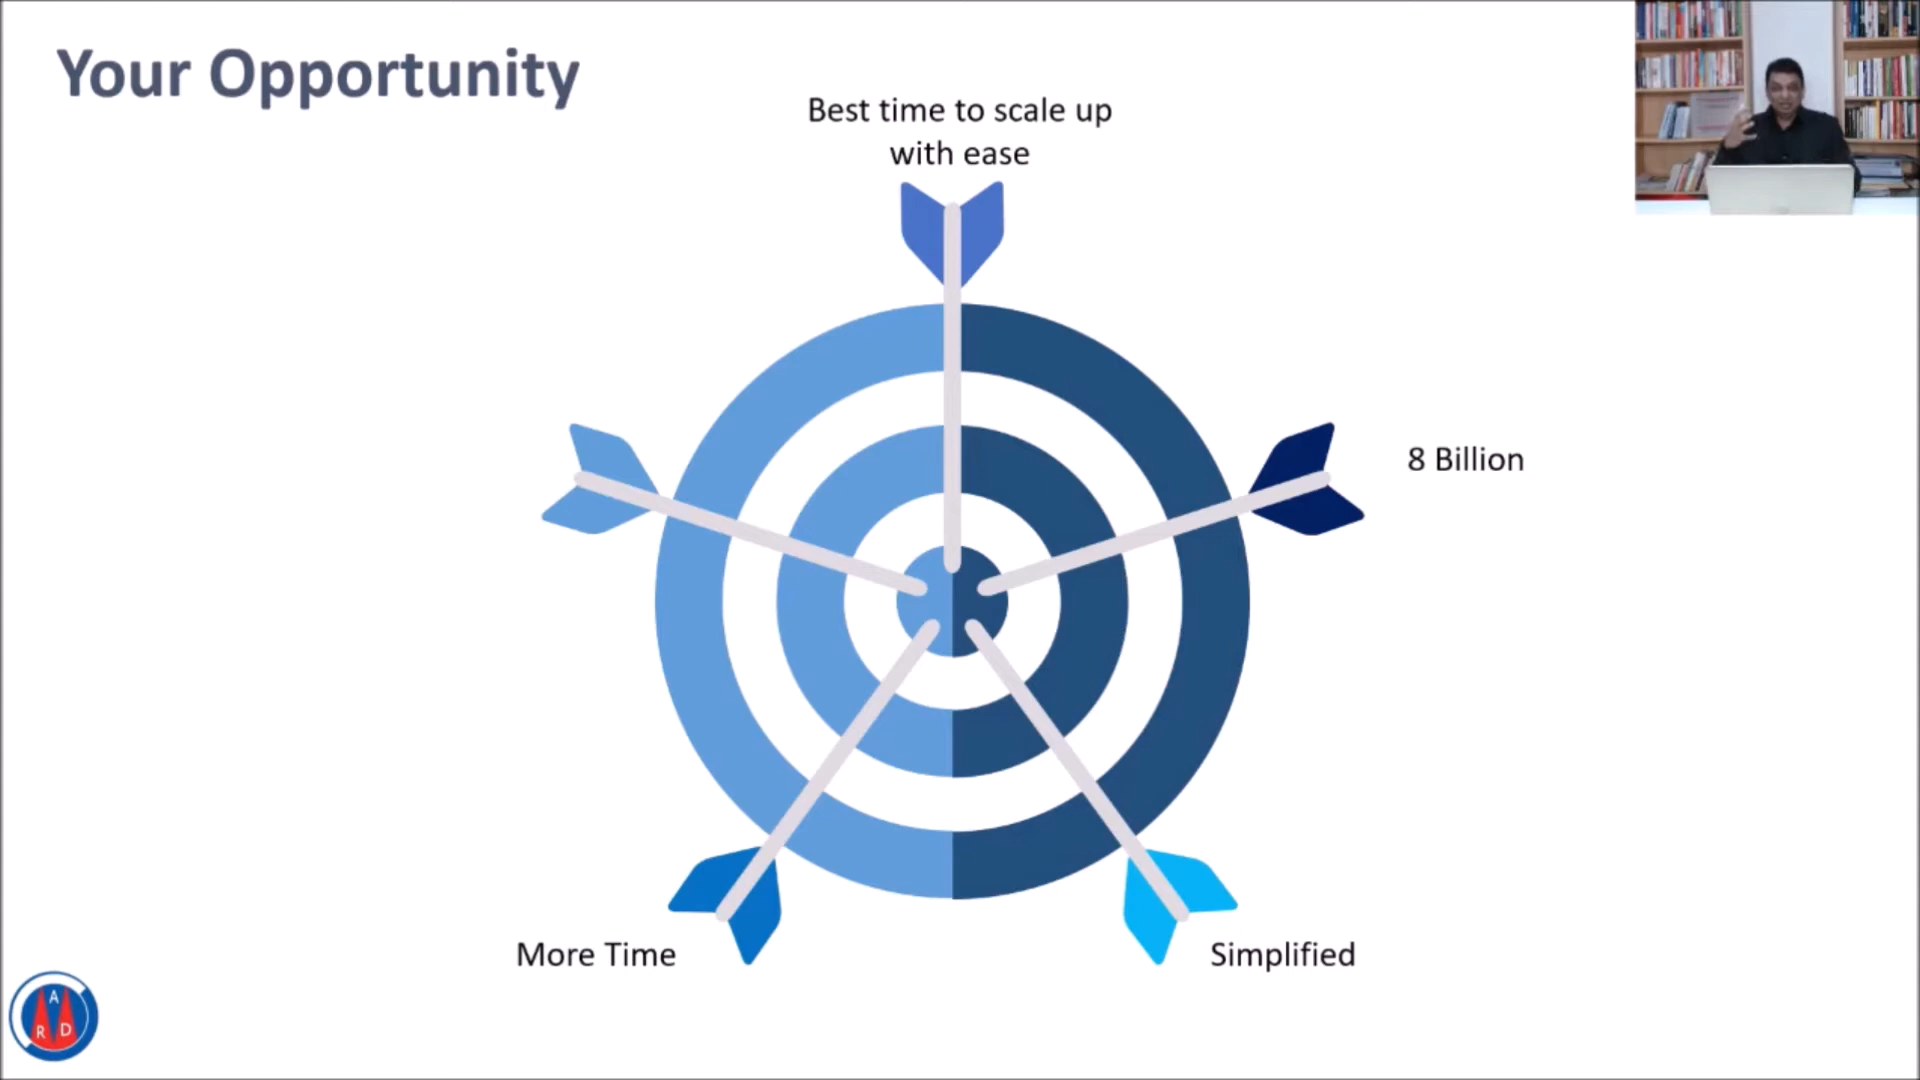 Your Opportunity
Best time to scale up
with ease
8 Billion
More Time
Simplified
A
R D